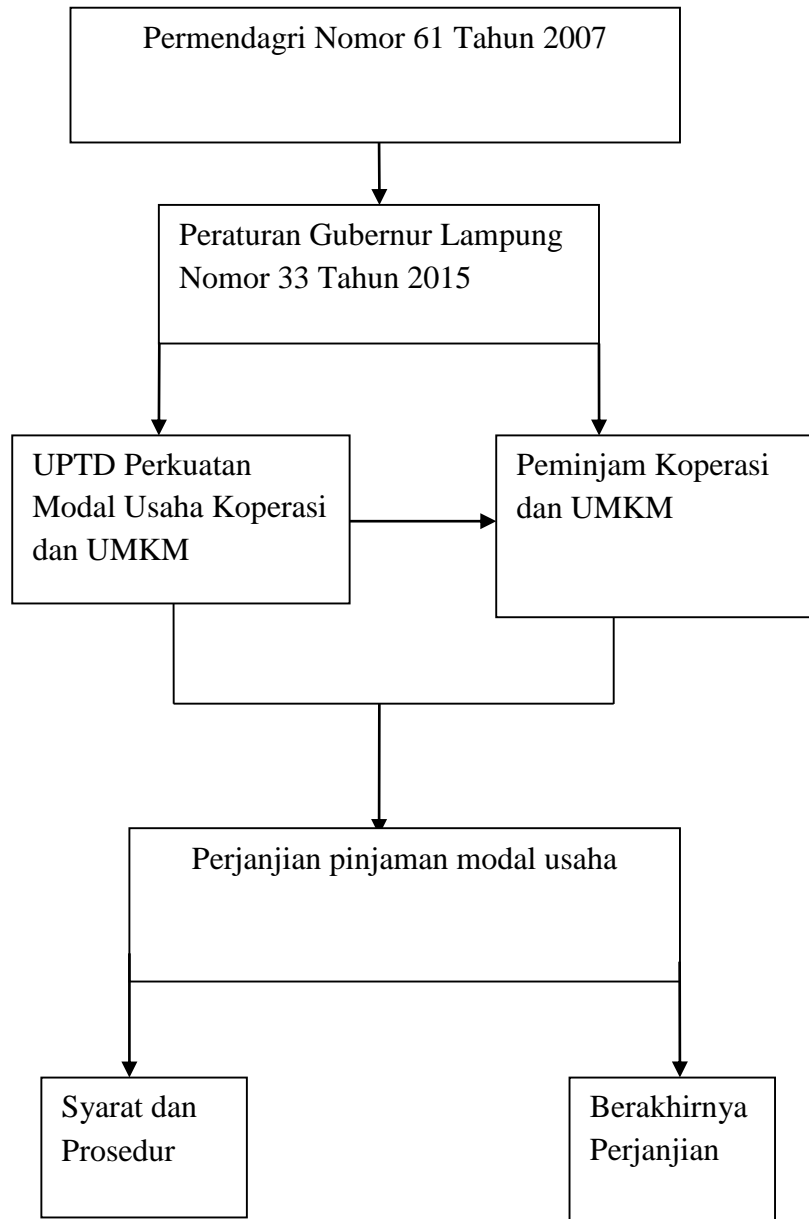 Permendagri Nomor 61 Tahun 2007
Peraturan Gubernur Lampung
Nomor 33 Tahun 2015
UPTD Perkuatan
Modal Usaha Koperasi
dan UMKM
Peminjam Koperasi
dan UMKM
Perjanjian pinjaman modal usaha
Syarat dan
Prosedur
Berakhirnya
Perjanjian